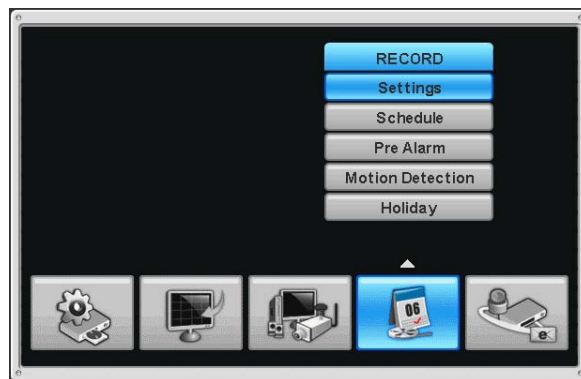 RECORD
Settings
Schedule
Pre Alarm
Motion Detection
Holiday
06
e